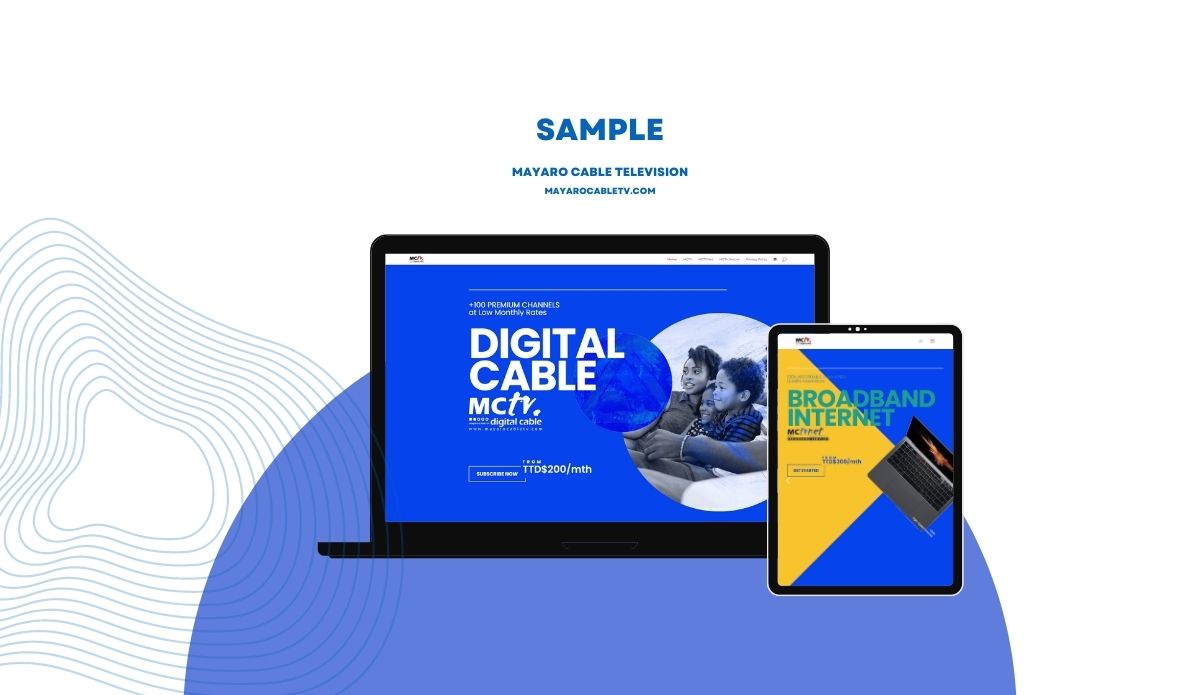 SAMPLE
MAYARO CABLE TELEVISION
MAYAROCABLETV.COM
MCtv.
Home MCTV MCTVNet MCTv Secure Privacy Policy
+100 PREMIUM CHANNELS
at Low Monthly Rates
DIGITAL
CABLE
MCtv.
digital cable
www.mayarocabletv.com
FROM
SUBSCRIBE NOW TTD$200/mth
MCtv.
BROADBAND
INTERNET
MCtvnet
FROM
TTD$300/mth
GET STARTED